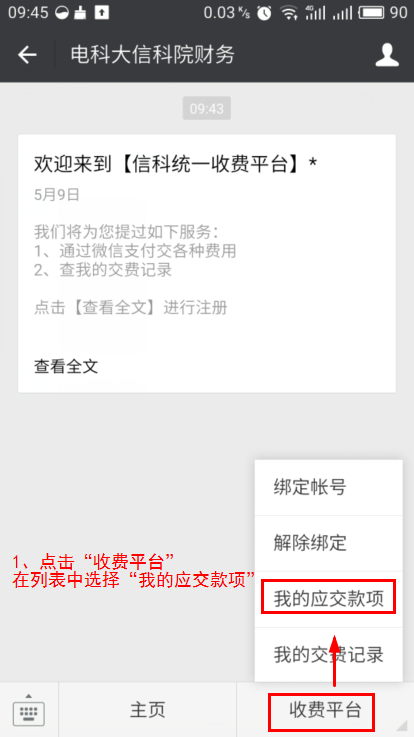 09:45
0.03 K/s
4G
90
电科大信科院财务
09:43
欢迎来到【信科统一收费平台】*
5月9日
我们将为您提过如下服务：
1、通过微信支付交各种费用
2、查我的交费记录
点击【查看全文】进行注册
查看全文
绑定帐号
解除绑定
1、点击“收费平台”
在列表中选择“我的应交款项”
我的应交款项
我的交费记录
主页
收费平台